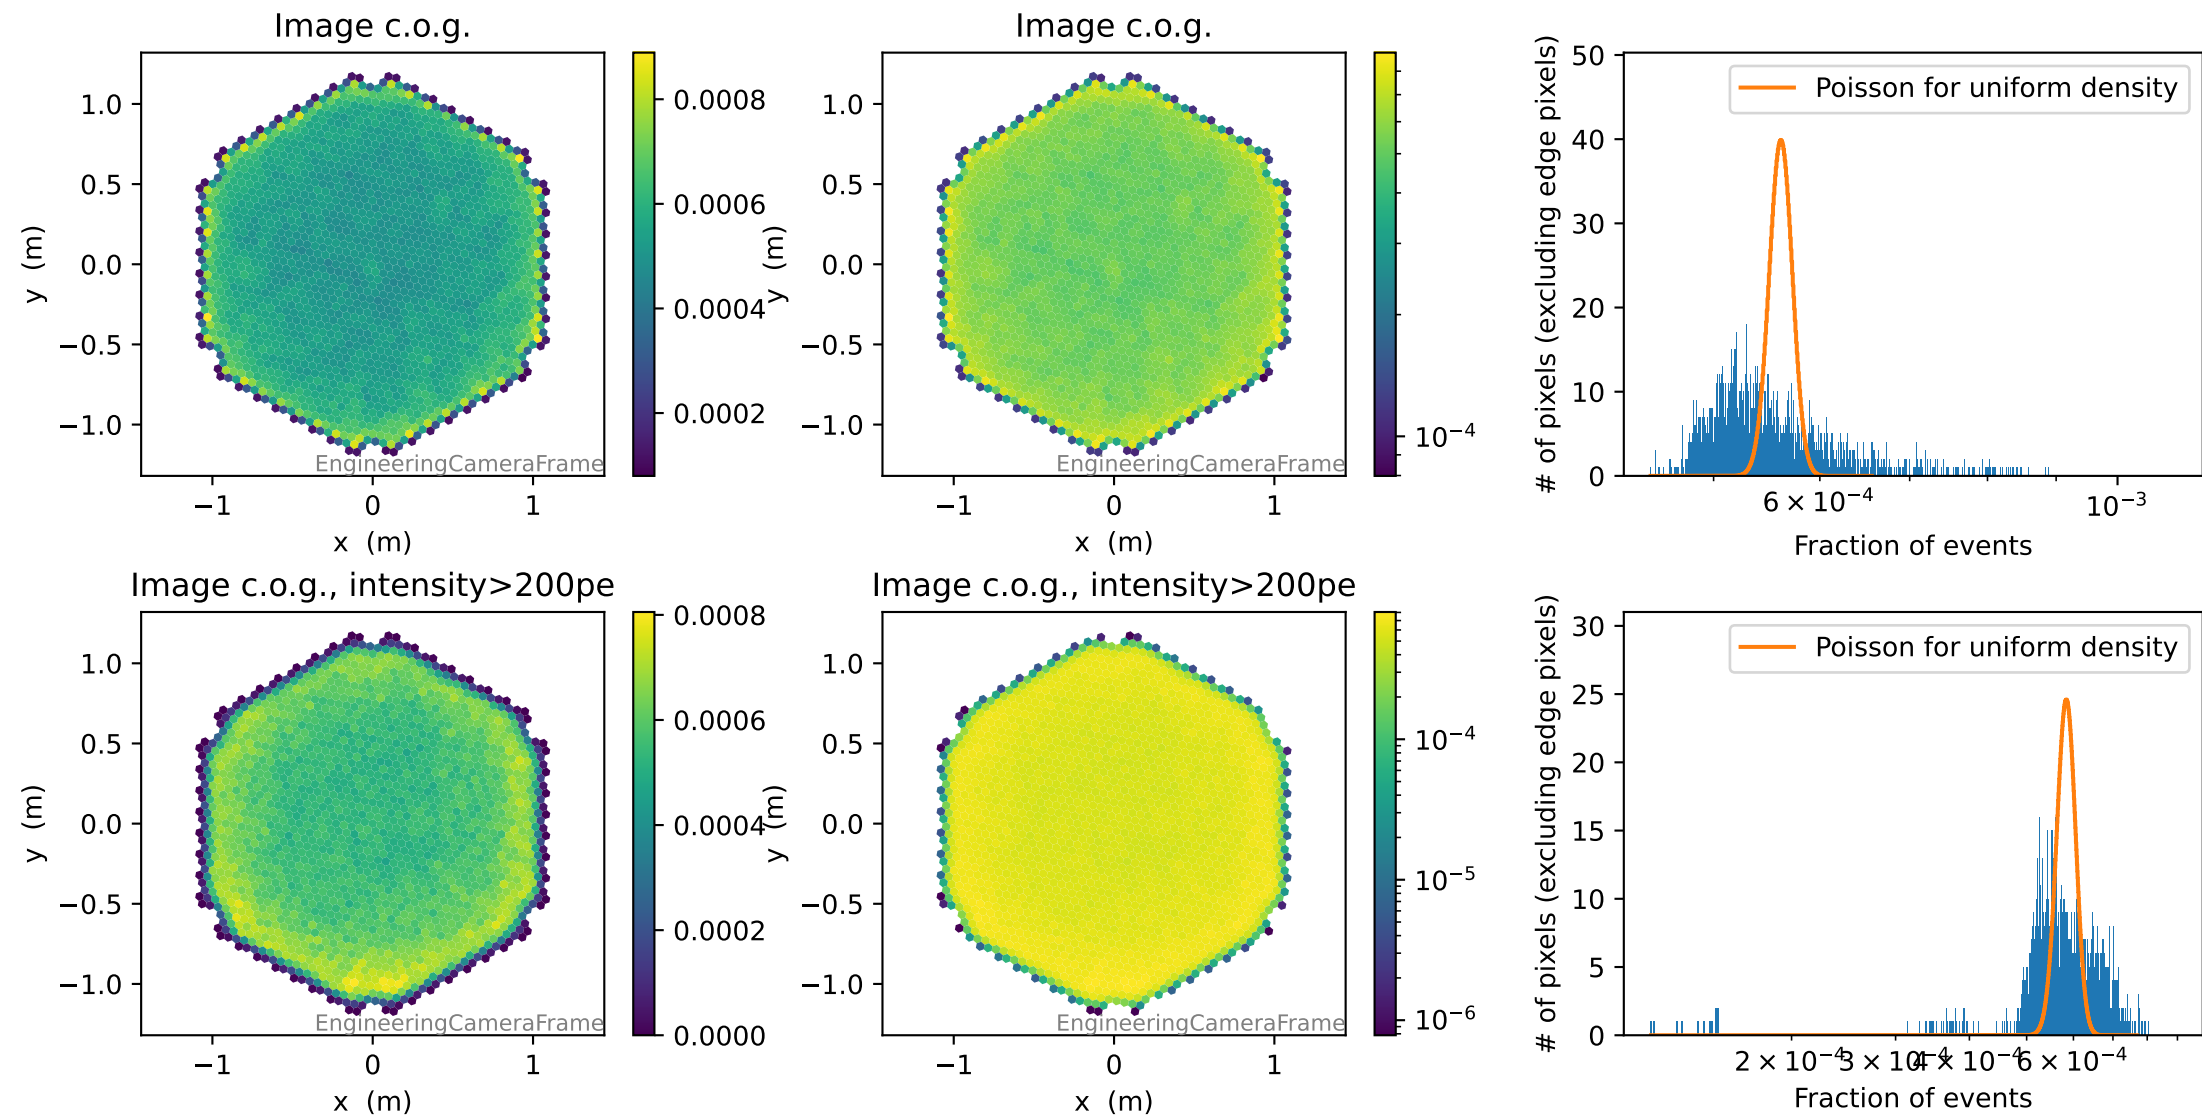 Image c.o.g.
y (m)
1.0
0.5
0.0
−0.5
−1.0
EngineeringCameraFrame
−1 0 1
x (m)
0.0008
0.0006
0.0004
0.0002
Image c.o.g.
y (m)
1.0
0.5
0.0
−0.5
−1.0
EngineeringCameraFrame
−1 0 1
x (m)
10⁻⁴
# of pixels (excluding edge pixels)
50
40
30
20
10
0
Poisson for uniform density
6 × 10⁻⁴ 10⁻³
Fraction of events
Image c.o.g., intensity>200pe
y (m)
1.0
0.5
0.0
−0.5
−1.0
EngineeringCameraFrame
−1 0 1
x (m)
0.0008
0.0006
0.0004
0.0002
0.0000
Image c.o.g., intensity>200pe
y (m)
1.0
0.5
0.0
−0.5
−1.0
EngineeringCameraFrame
−1 0 1
x (m)
10⁻⁴
10⁻⁵
10⁻⁶
# of pixels (excluding edge pixels)
30
25
20
15
10
5
0
Poisson for uniform density
2 × 10⁻⁴ 3 × 10⁻⁴ 4 × 10⁻⁴ 6 × 10⁻⁴
Fraction of events